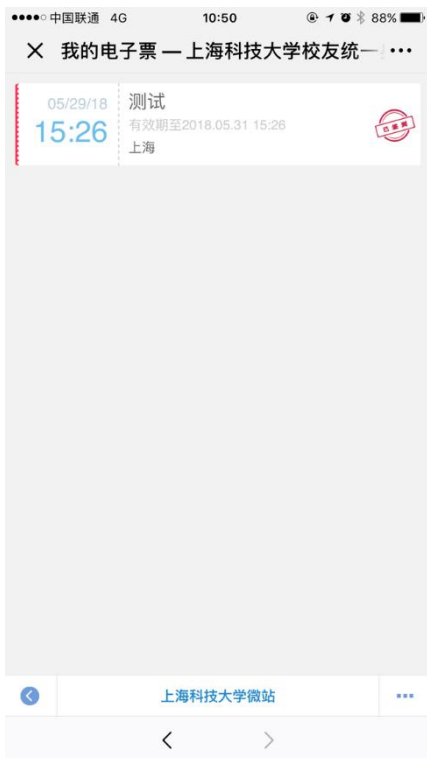 中国联通 4G 10:50 88%
我的电子票 — 上海科技大学校友统一
05/29/18 测试
15:26 有效期至2018.05.31 15:26
上海
上海科技大学微站